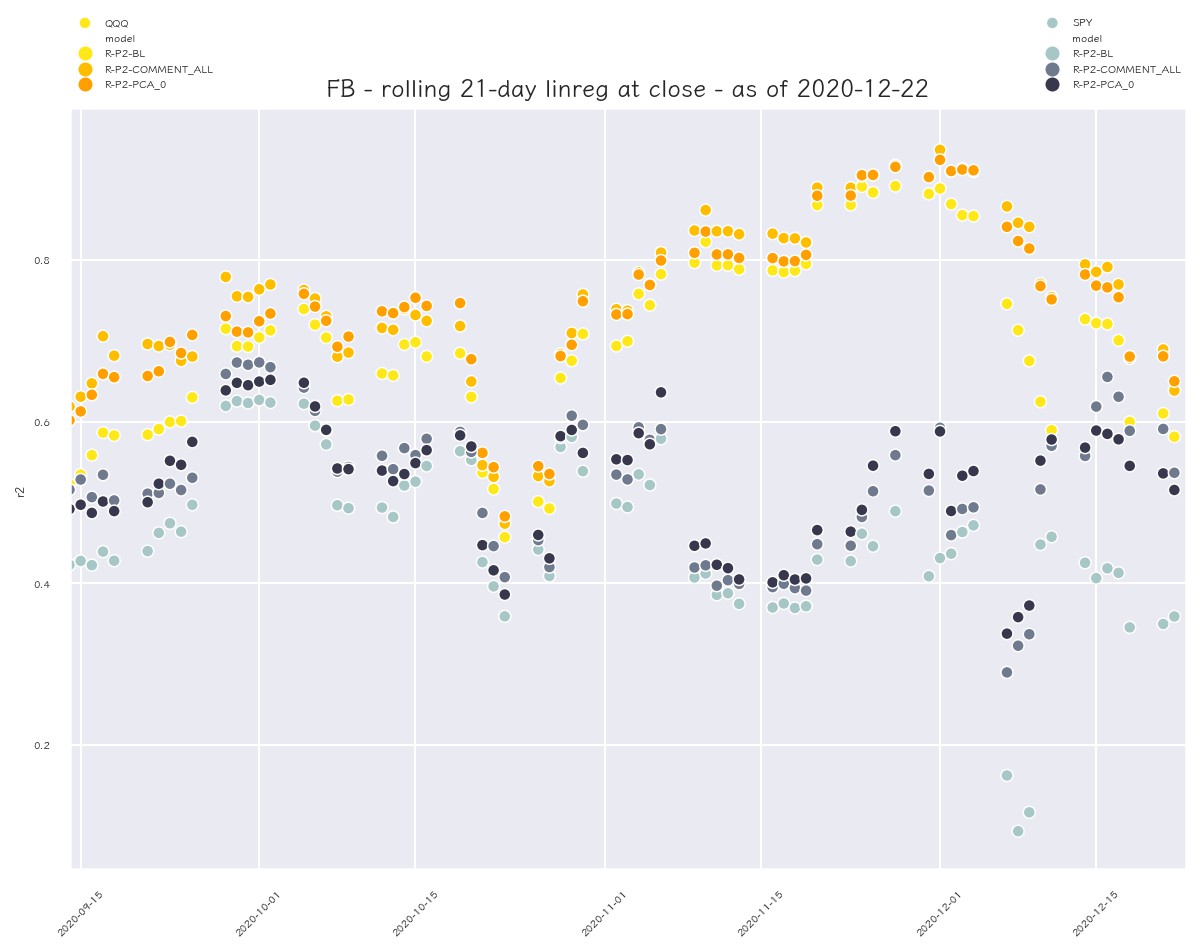 QQQ
model
R-P2-BL
R-P2-COMMENT_ALL
R-P2-PCA_0
SPY
model
R-P2-BL
R-P2-COMMENT_ALL
R-P2-PCA_0
FB - rolling 21-day linreg at close - as of 2020-12-22
r2
0.8
0.6
0.4
0.2
2020-09-15
2020-10-01
2020-10-15
2020-11-01
2020-11-15
2020-12-01
2020-12-15